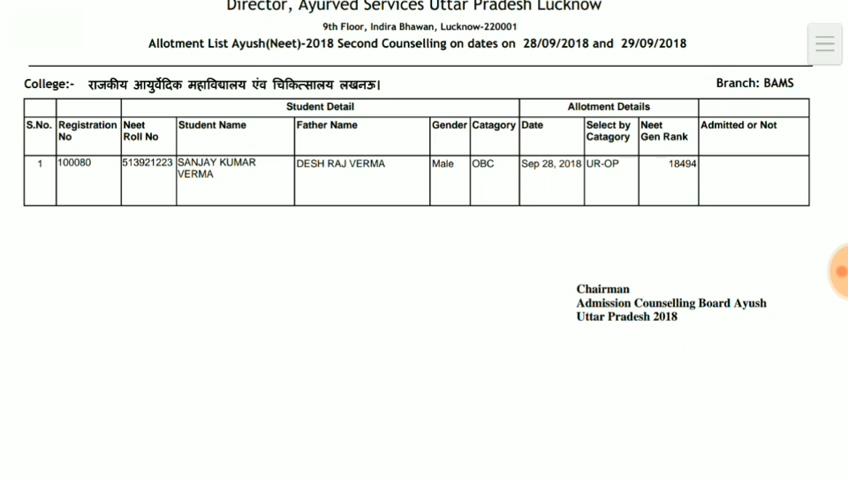 Director, Ayurved Services Uttar Pradesh Lucknow
9th Floor, Indira Bhawan, Lucknow-220001
Allotment List Ayush(Neet)-2018 Second Counselling on dates on 28/09/2018 and 29/09/2018
College:- राजकीय आयुर्वेदिक महाविद्यालय एंव चिकित्सालय लखनऊ। Branch: BAMS
Student Detail Allotment Details
S.No. Registration No Neet Roll No Student Name Father Name Gender Catagory Date Select by Catagory Neet Gen Rank Admitted or Not
1 100080 513921223 SANJAY KUMAR VERMA DESH RAJ VERMA Male OBC Sep 28, 2018 UR-OP 18494
Chairman
Admission Counselling Board Ayush
Uttar Pradesh 2018